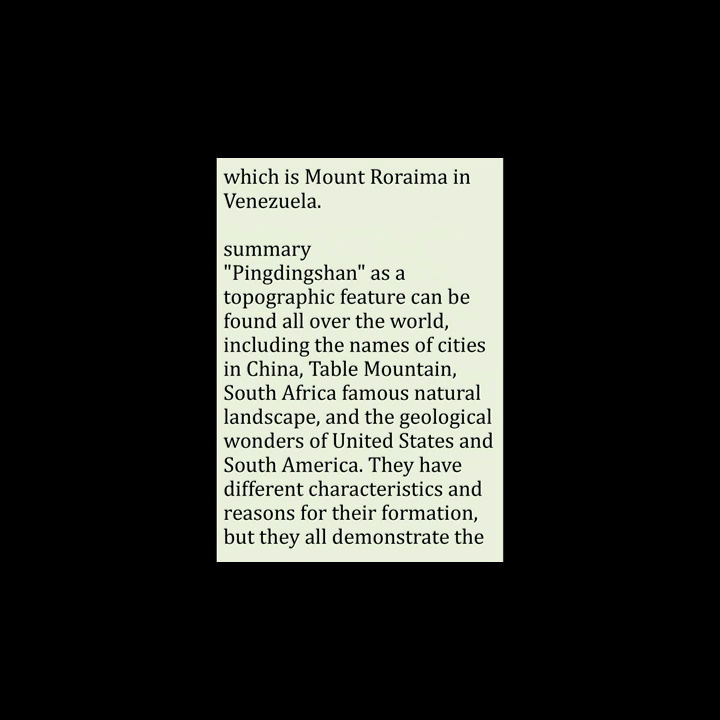 which is Mount Roraima in
Venezuela.
summary
"Pingdingshan" as a
topographic feature can be
found all over the world,
including the names of cities
in China, Table Mountain,
South Africa famous natural
landscape, and the geological
wonders of United States and
South America. They have
different characteristics and
reasons for their formation,
but they all demonstrate the